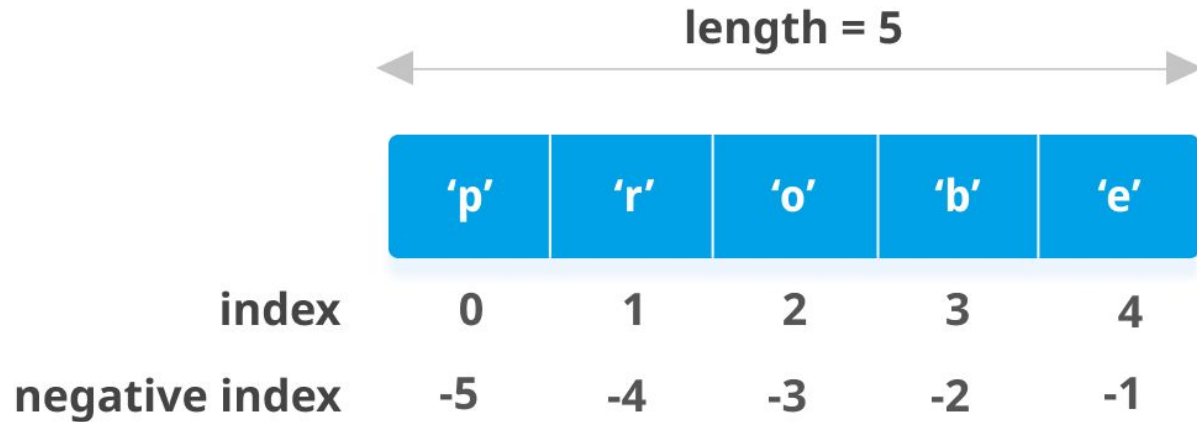 length = 5
‘p’ ‘r’ ‘o’ ‘b’ ‘e’
index 0 1 2 3 4
negative index -5 -4 -3 -2 -1